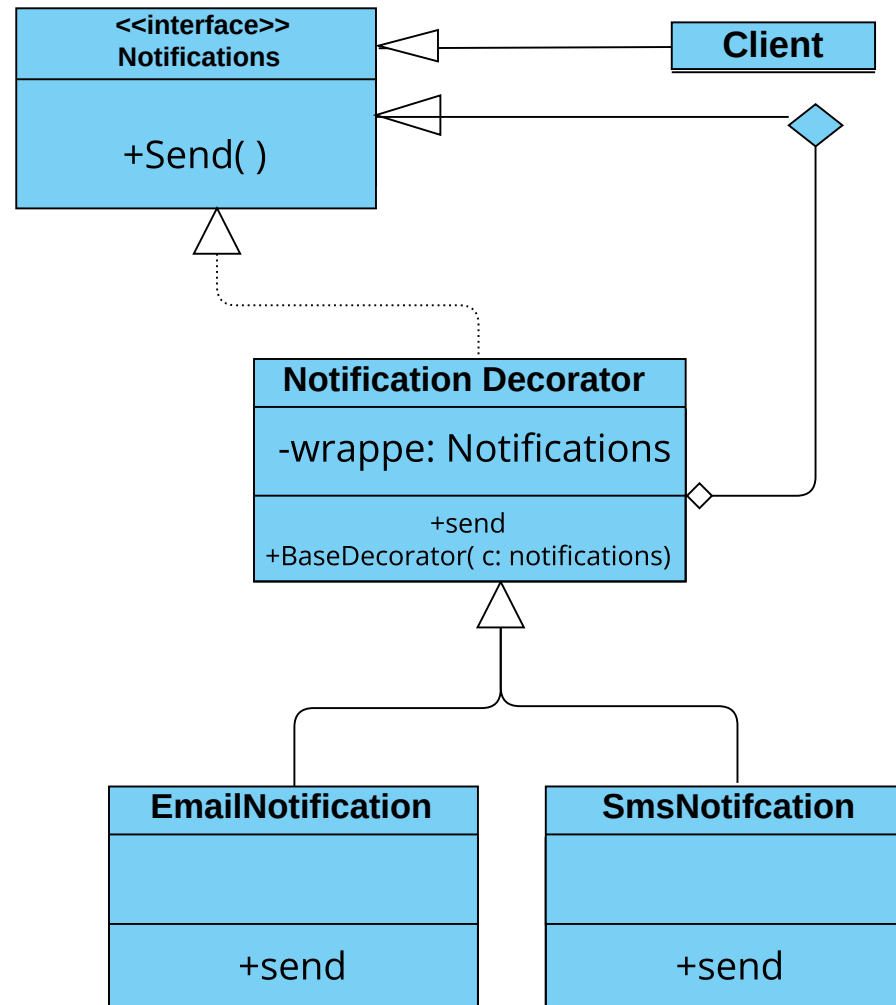 <<interface>>
Notifications
+Send( )
Client
Notification Decorator
-wrappe: Notifications
+send
+BaseDecorator( c: notifications)
EmailNotification
+send
SmsNotifcation
+send